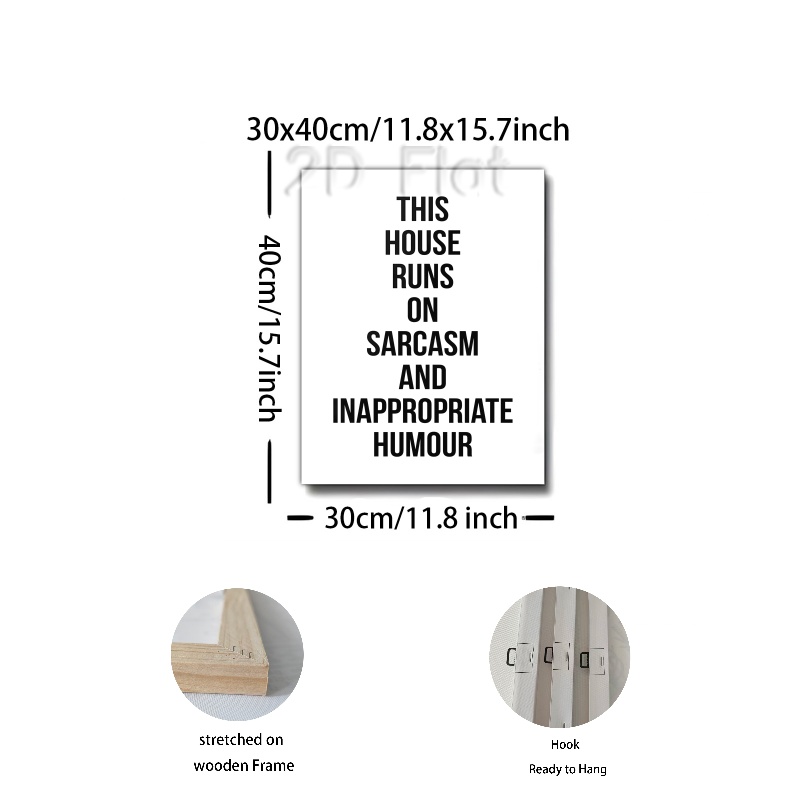 30x40cm/11.8x15.7inch
2D Flat
40cm/15.7inch
THIS
HOUSE
RUNS
ON
SARCASM
AND
INAPPROPRIATE
HUMOUR
30cm/11.8 inch
stretched on
wooden Frame
Hook
Ready to Hang